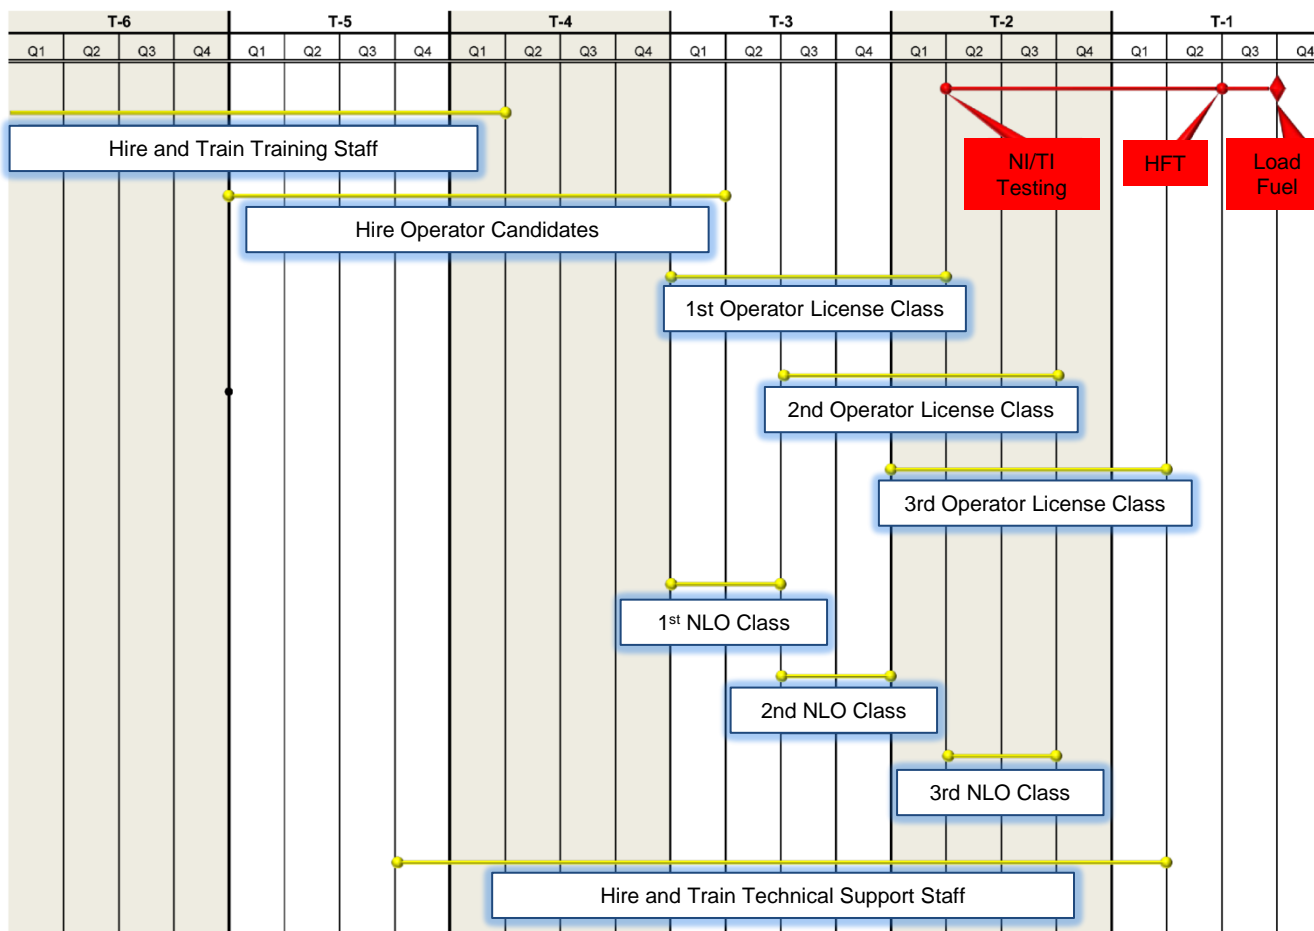 T-6 T-5 T-4 T-3 T-2 T-1
Q1 Q2 Q3 Q4 Q1 Q2 Q3 Q4 Q1 Q2 Q3 Q4 Q1 Q2 Q3 Q4 Q1 Q2 Q3 Q4 Q1 Q2 Q3 Q4
Hire and Train Training Staff
NI/TI
Testing
HFT
Load
Fuel
Hire Operator Candidates
1st Operator License Class
2nd Operator License Class
3rd Operator License Class
1st NLO Class
2nd NLO Class
3rd NLO Class
Hire and Train Technical Support Staff